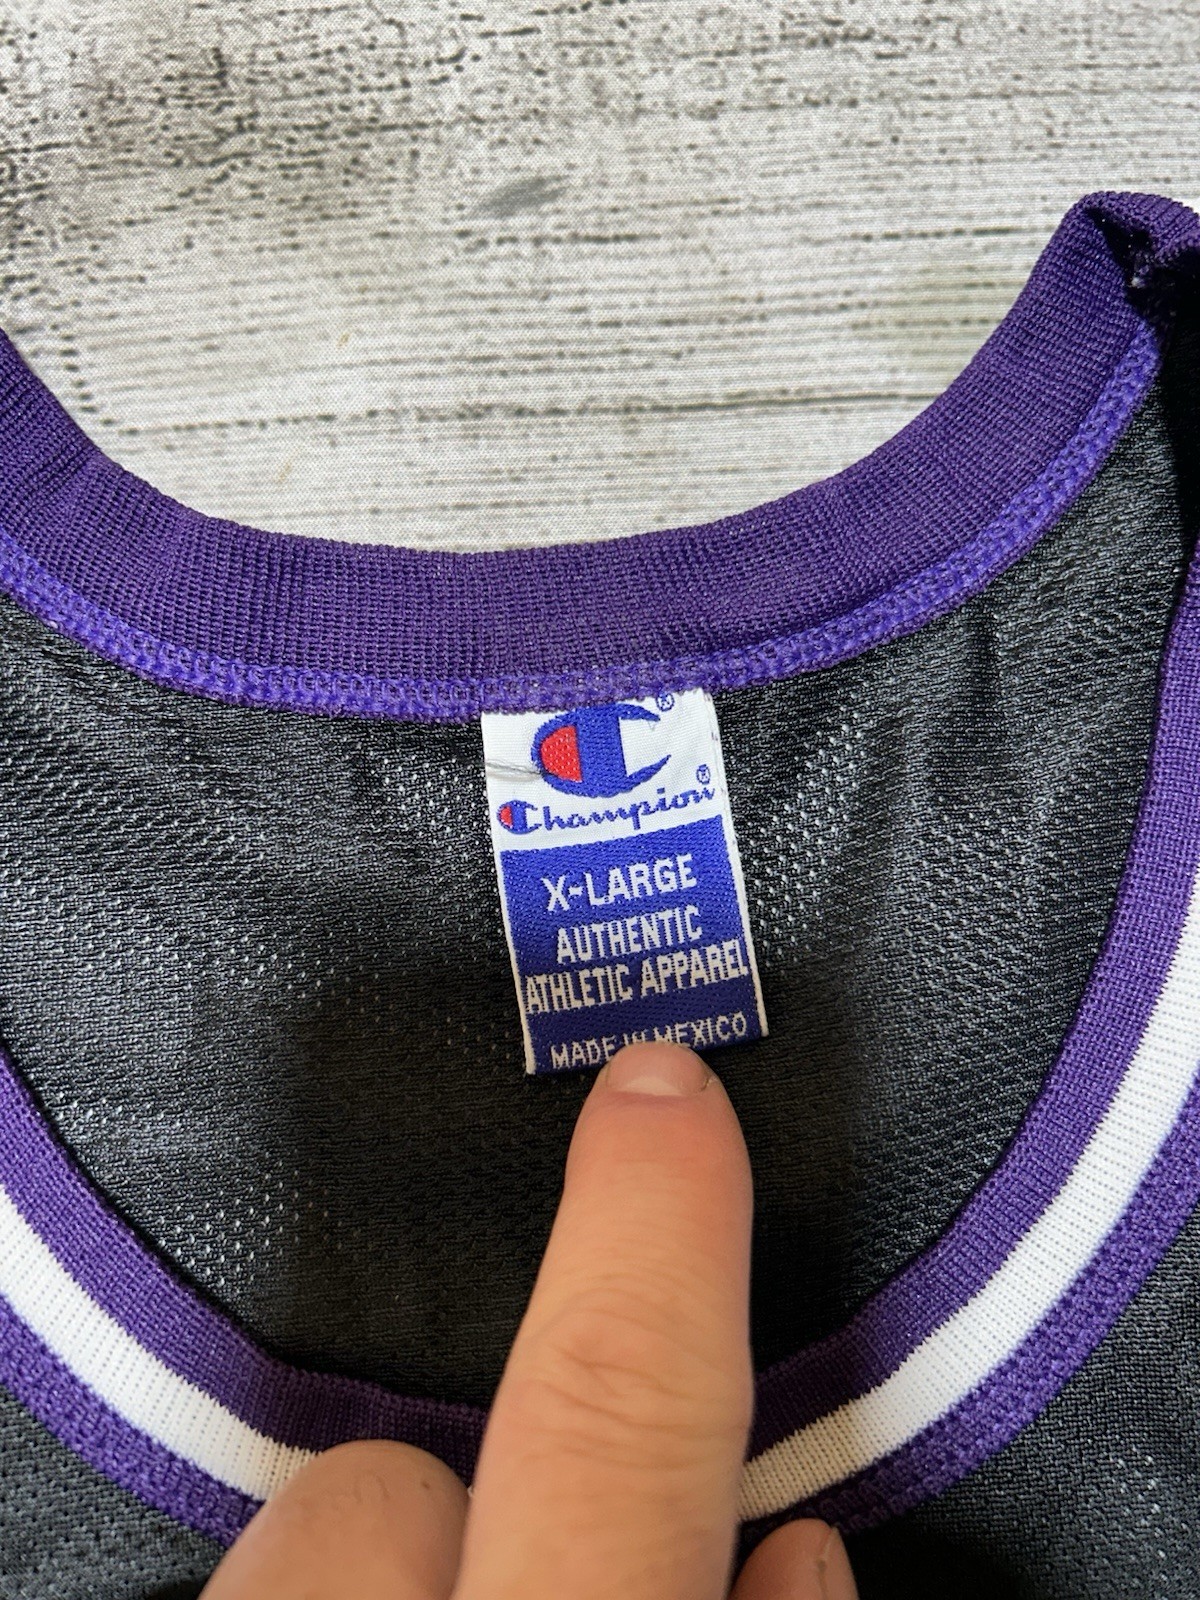 ®
Champion®
X-LARGE
AUTHENTIC
ATHLETIC APPAREL
MADE IN MEXICO